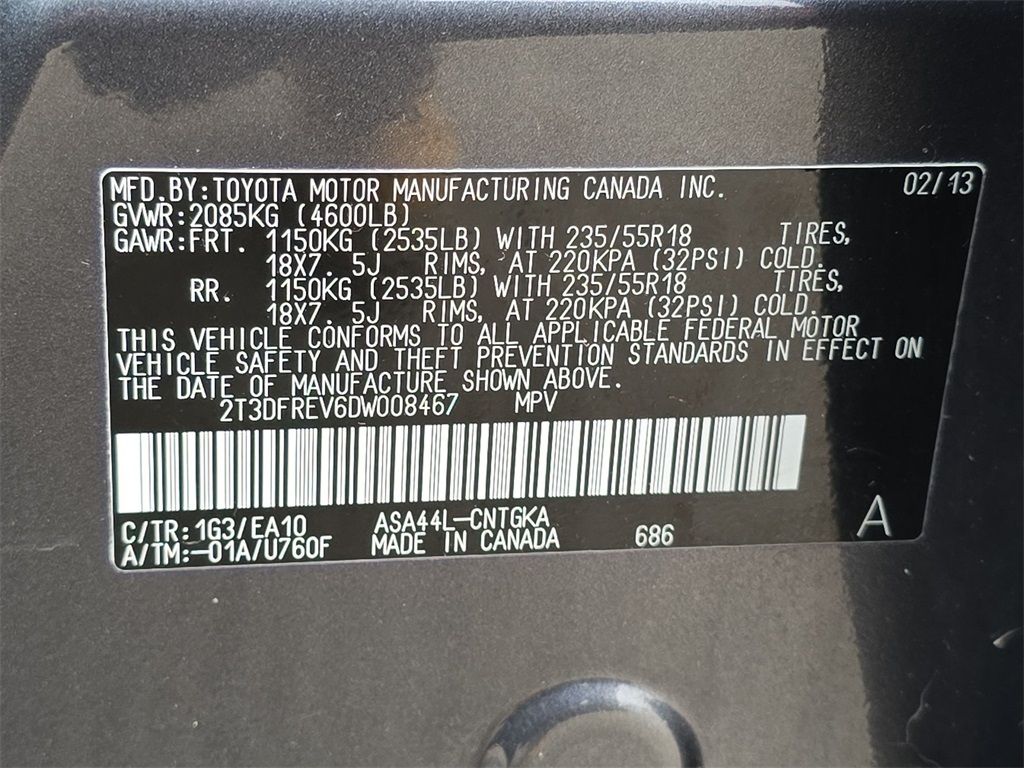 MFD.BY:TOYOTA MOTOR MANUFACTURING CANADA INC. 02/13
GVWR:2085KG (4600LB)
GAWR:FRT. 1150KG (2535LB) WITH 235/55R18 TIRES,
18X7. 5J RIMS, AT 220KPA (32PSI) COLD.
RR. 1150KG (2535LB) WITH 235/55R18 TIRES,
18X7. 5J RIMS, AT 220KPA (32PSI) COLD.
THIS VEHICLE CONFORMS TO ALL APPLICABLE FEDERAL MOTOR
VEHICLE SAFETY AND THEFT PREVENTION STANDARDS IN EFFECT ON
THE DATE OF MANUFACTURE SHOWN ABOVE.
2T3DFREV6DW008467 MPV
C/TR:1G3/EA10 ASA44L-CNTGKA A
A/TM:-01A/U760F MADE IN CANADA 686